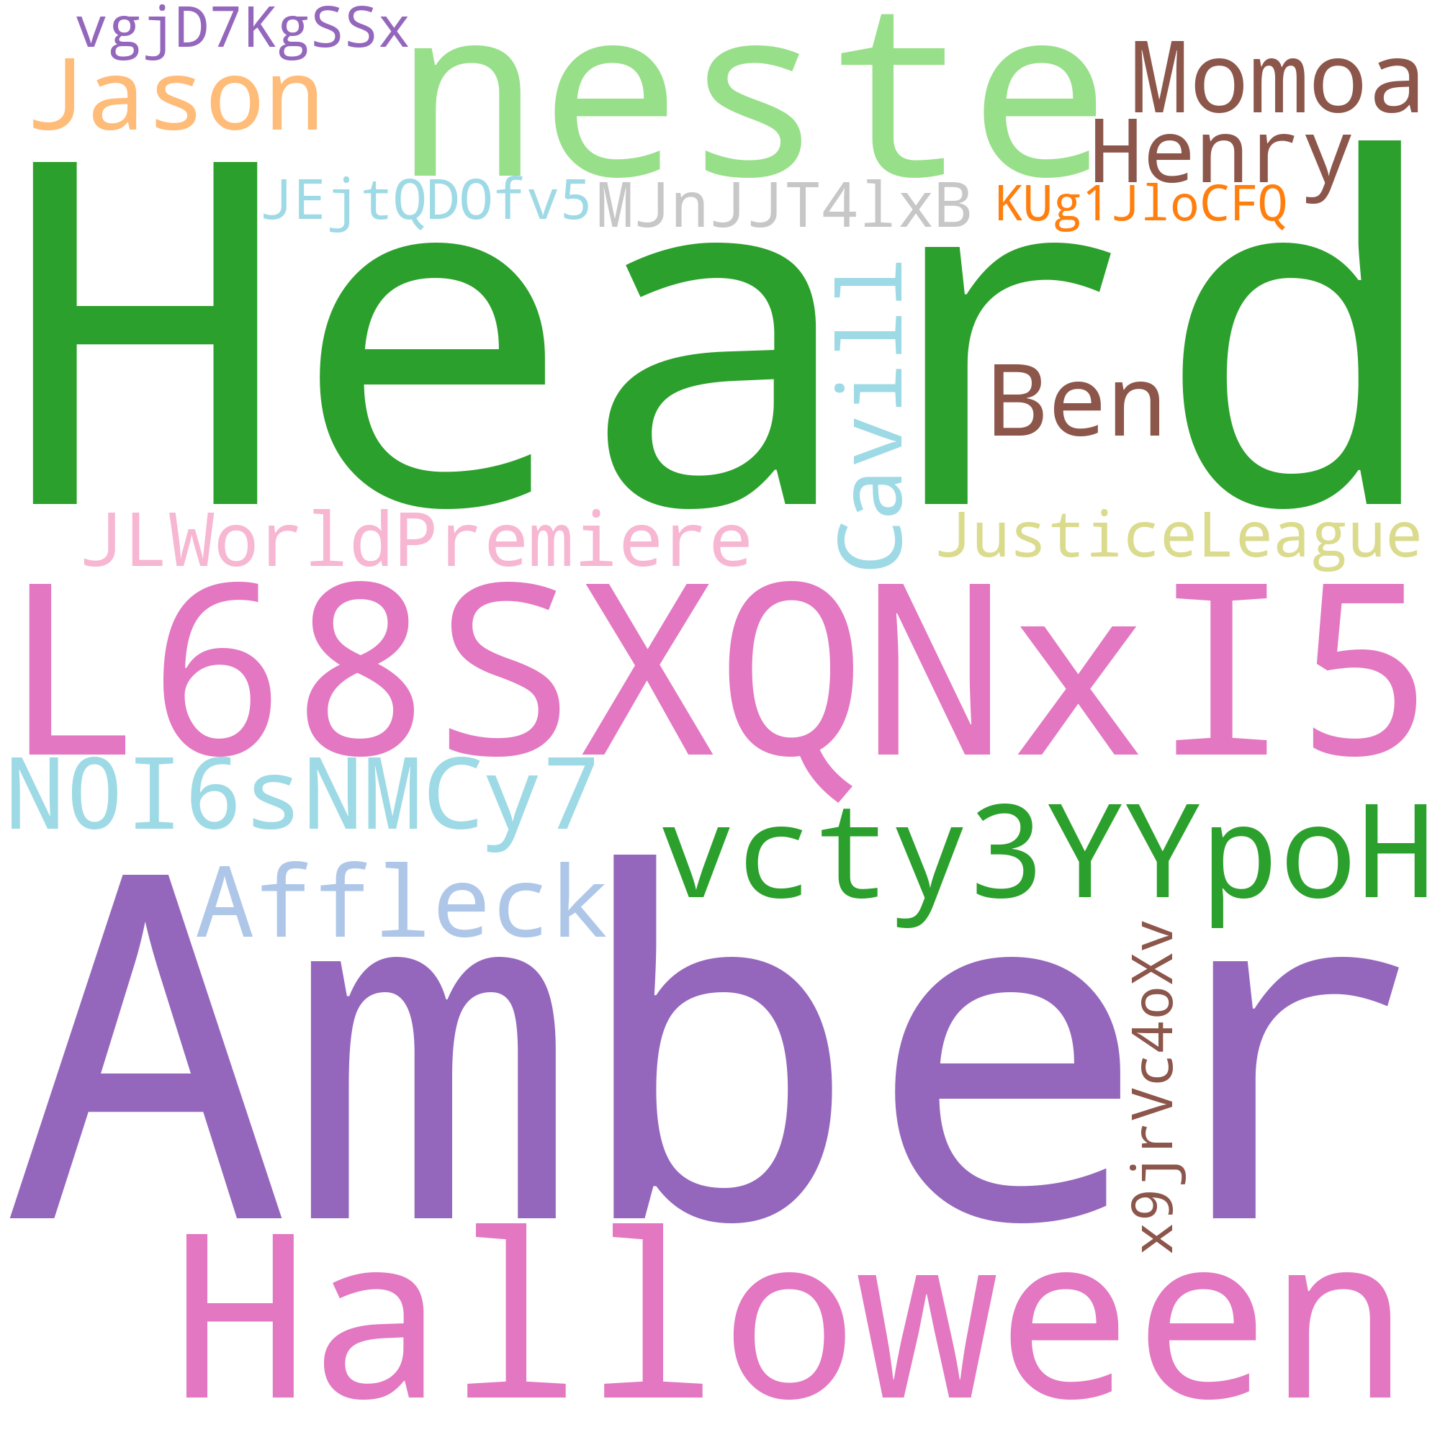 vgjD7KgSSx
neste
Momoa
Jason
Henry
JEjtQDOfv5
MJnJJT4lxB
KUg1JloCFQ
Heard
Cavill
Ben
JLWorldPremiere
JusticeLeague
L68SXQNxI5
NOI6sNMCy7
vcty3YYpoH
Affleck
Amber
x9jrVc4oXv
Halloween